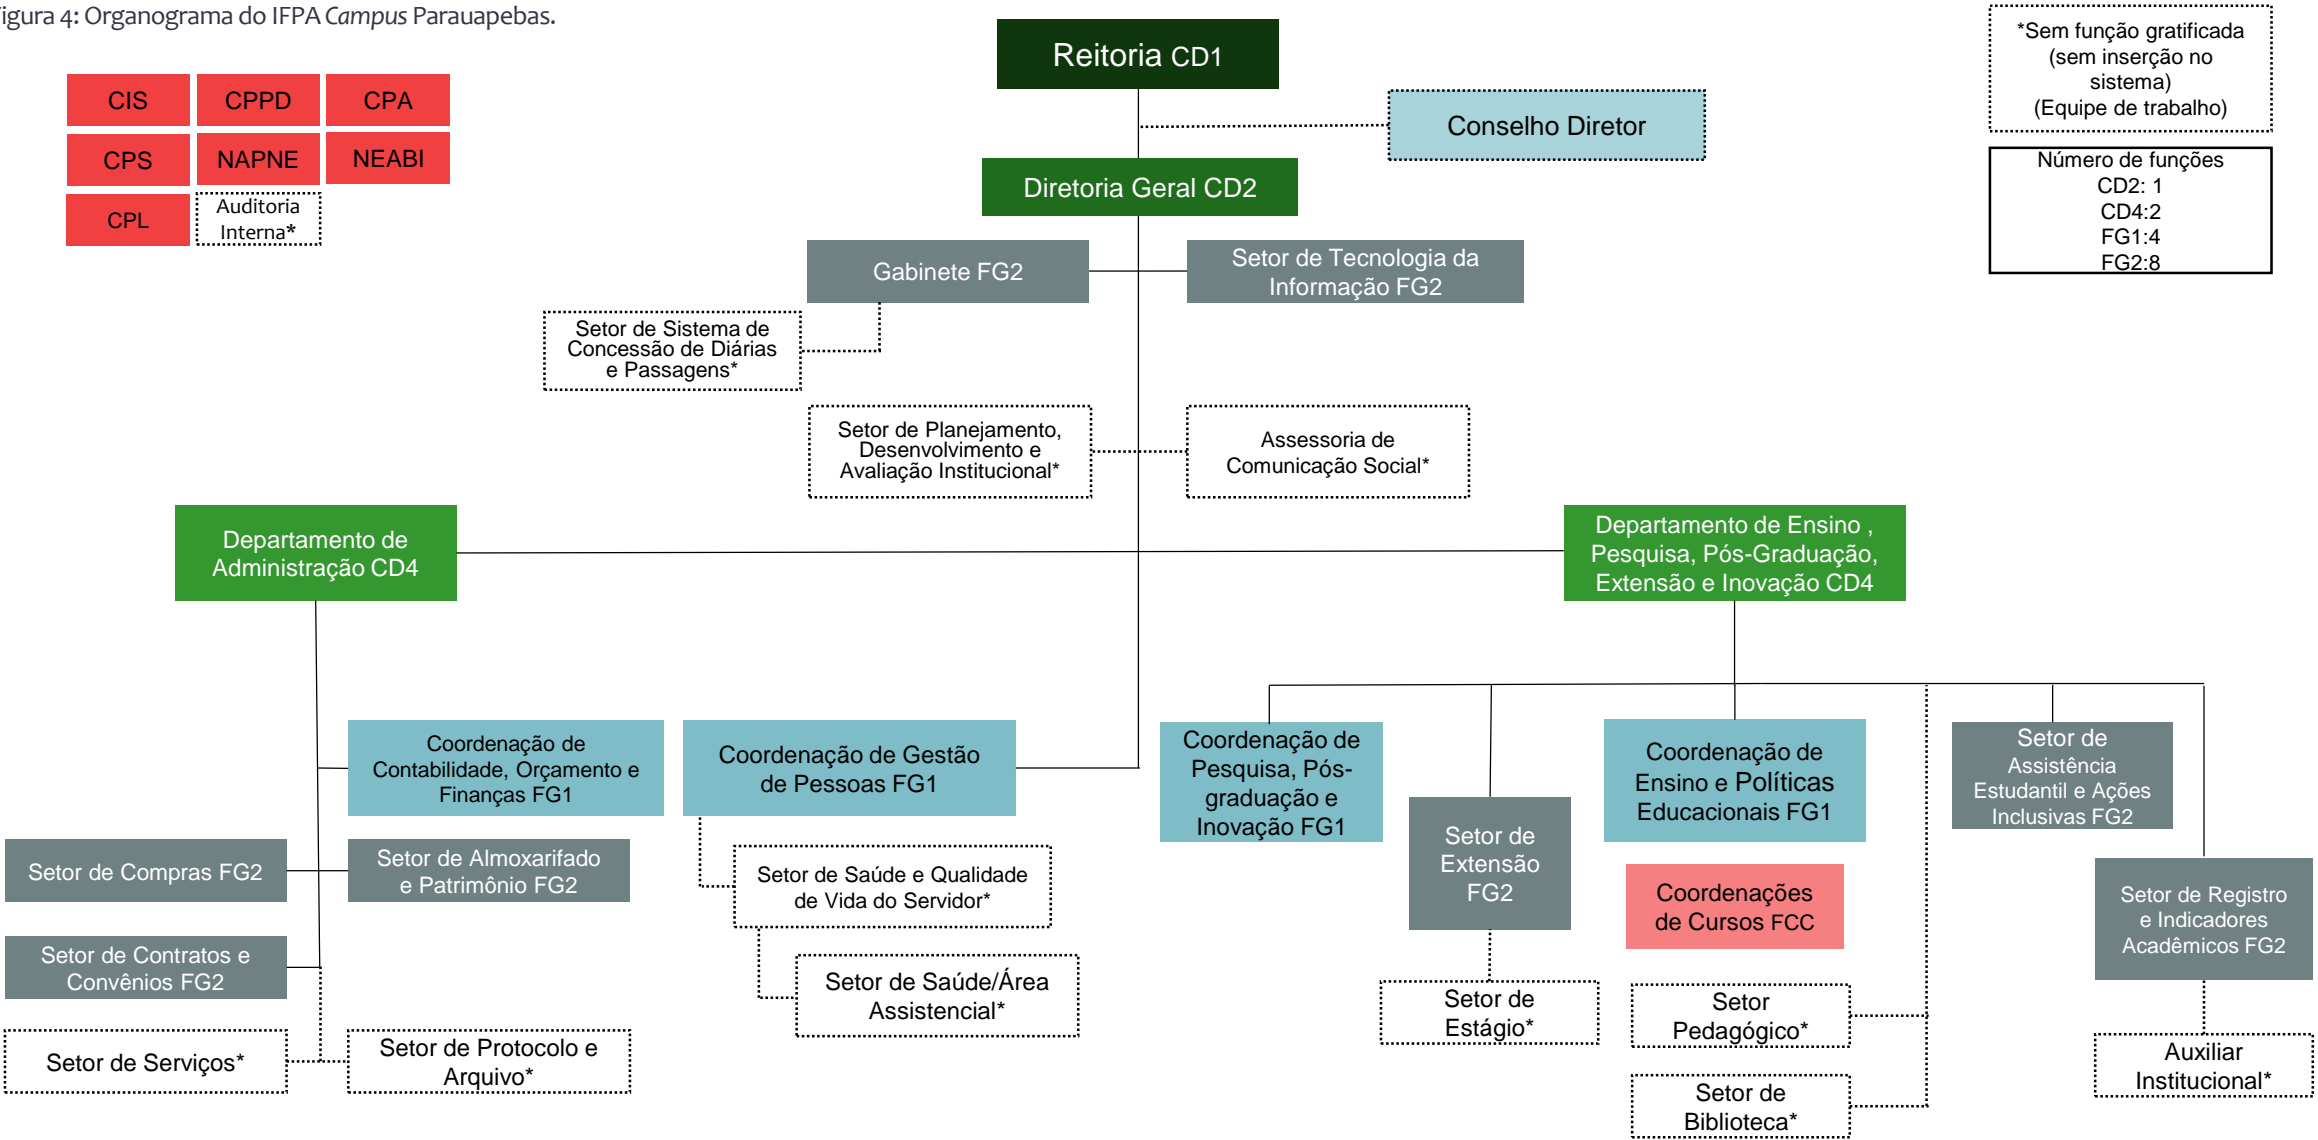 igura 4: Organograma do IFPA Campus Parauapebas.
Reitoria CD1
*Sem função gratificada
(sem inserção no
sistema)
(Equipe de trabalho)
CIS
CPPD
CPA
Conselho Diretor
CPS
NAPNE
NEABI
Número de funções
CD2: 1
CD4:2
FG1:4
FG2:8
Diretoria Geral CD2
CPL
Auditoria
Interna*
Gabinete FG2
Setor de Tecnologia da
Informação FG2
Setor de Sistema de
Concessão de Diárias
e Passagens*
Setor de Planejamento,
Desenvolvimento e
Avaliação Institucional*
Assessoria de
Comunicação Social*
Departamento de
Administração CD4
Departamento de Ensino ,
Pesquisa, Pós-Graduação,
Extensão e Inovação CD4
Coordenação de
Contabilidade, Orçamento e
Finanças FG1
Coordenação de Gestão
de Pessoas FG1
Coordenação de
Pesquisa, Pós-
graduação e
Inovação FG1
Coordenação de
Ensino e Políticas
Educacionais FG1
Setor de
Assistência
Estudantil e Ações
Inclusivas FG2
Setor de Compras FG2
Setor de Almoxarifado
e Patrimônio FG2
Setor de Saúde e Qualidade
de Vida do Servidor*
Setor de
Extensão
FG2
Coordenações
de Cursos FCC
Setor de Registro
e Indicadores
Acadêmicos FG2
Setor de Contratos e
Convênios FG2
Setor de Saúde/Área
Assistencial*
Setor de
Estágio*
Setor
Pedagógico*
Setor de Serviços*
Setor de Protocolo e
Arquivo*
Auxiliar
Institucional*
Setor de
Biblioteca*